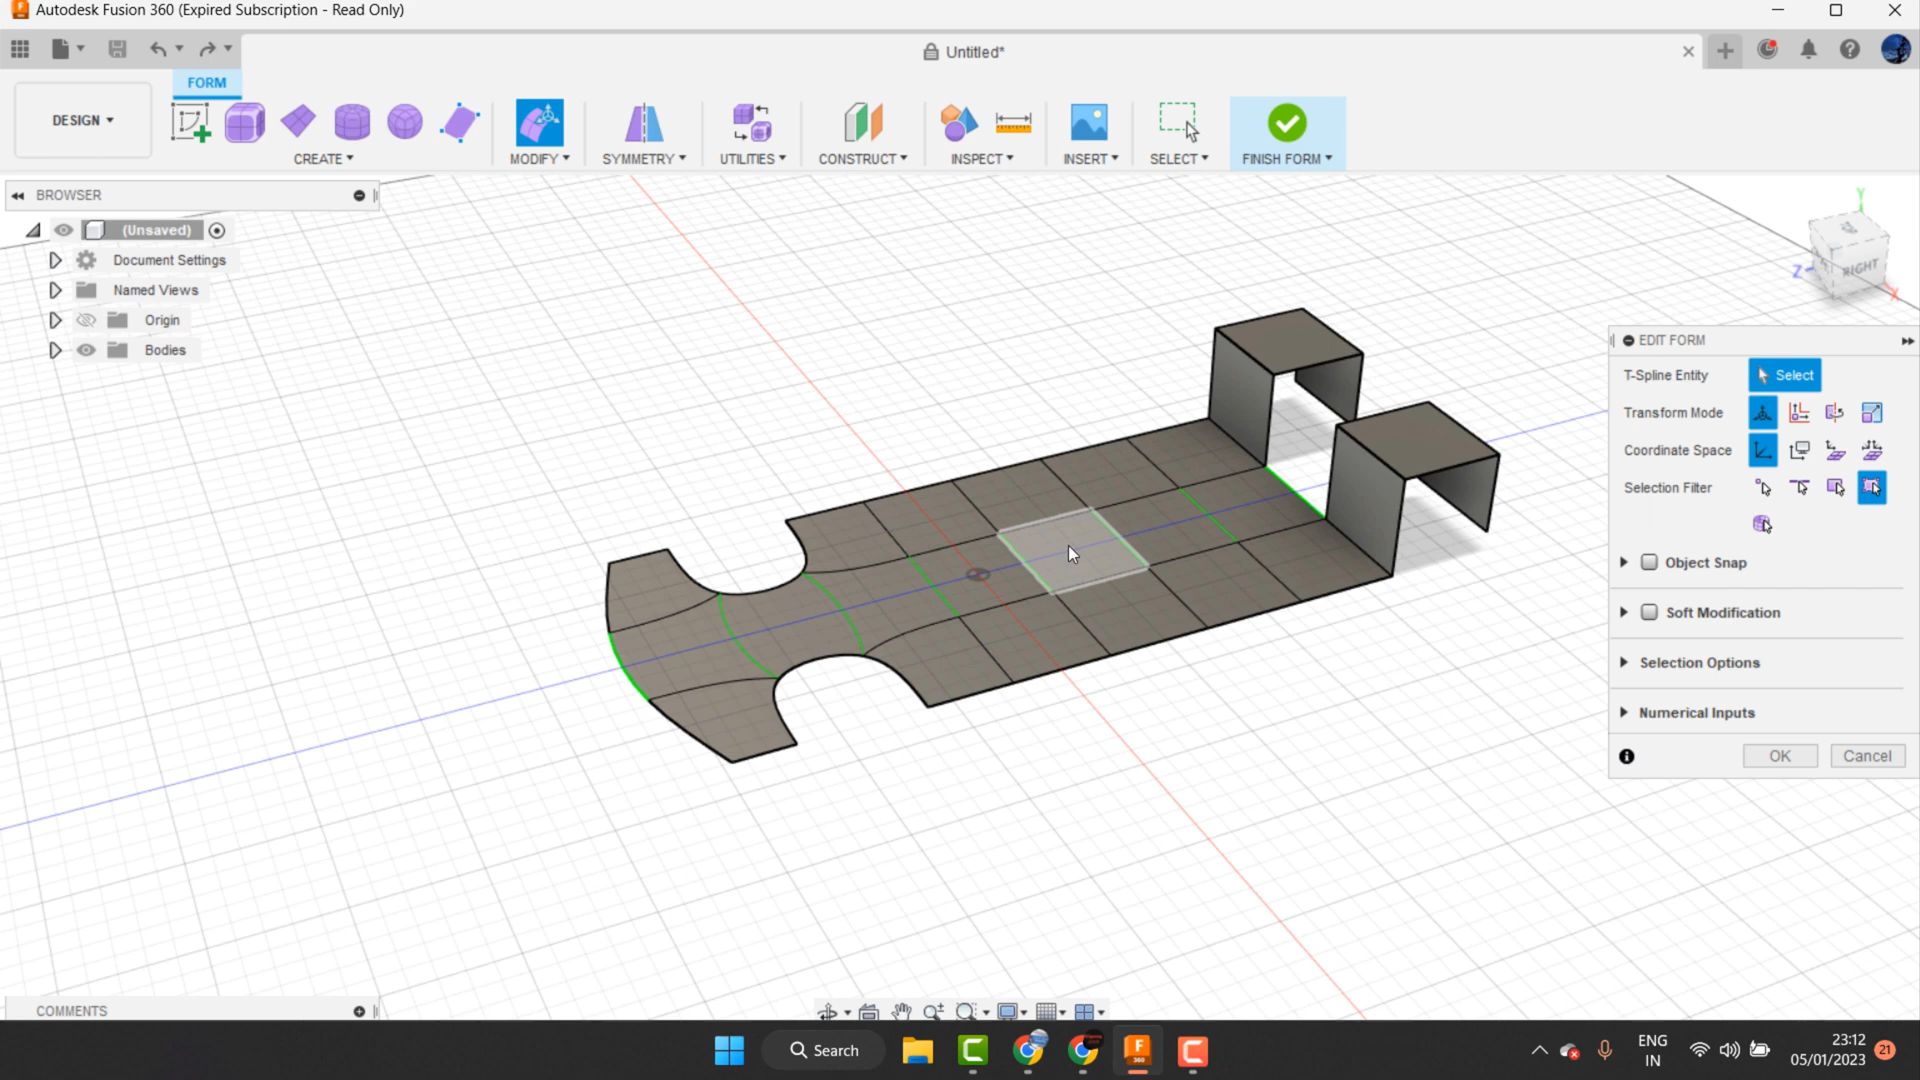 Autodesk Fusion 360 (Expired Subscription - Read Only)
Untitled*
FORM
DESIGN
CREATE
MODIFY
SYMMETRY
UTILITIES
CONSTRUCT
INSPECT
INSERT
SELECT
FINISH FORM
BROWSER
(Unsaved)
Document Settings
Named Views
Origin
Bodies
Y
Z
RIGHT
X
EDIT FORM
T-Spline Entity
Select
Transform Mode
Coordinate Space
Selection Filter
Object Snap
Soft Modification
Selection Options
Numerical Inputs
OK
Cancel
COMMENTS
Search
F
360
ENG
IN
23:12
05/01/2023
21